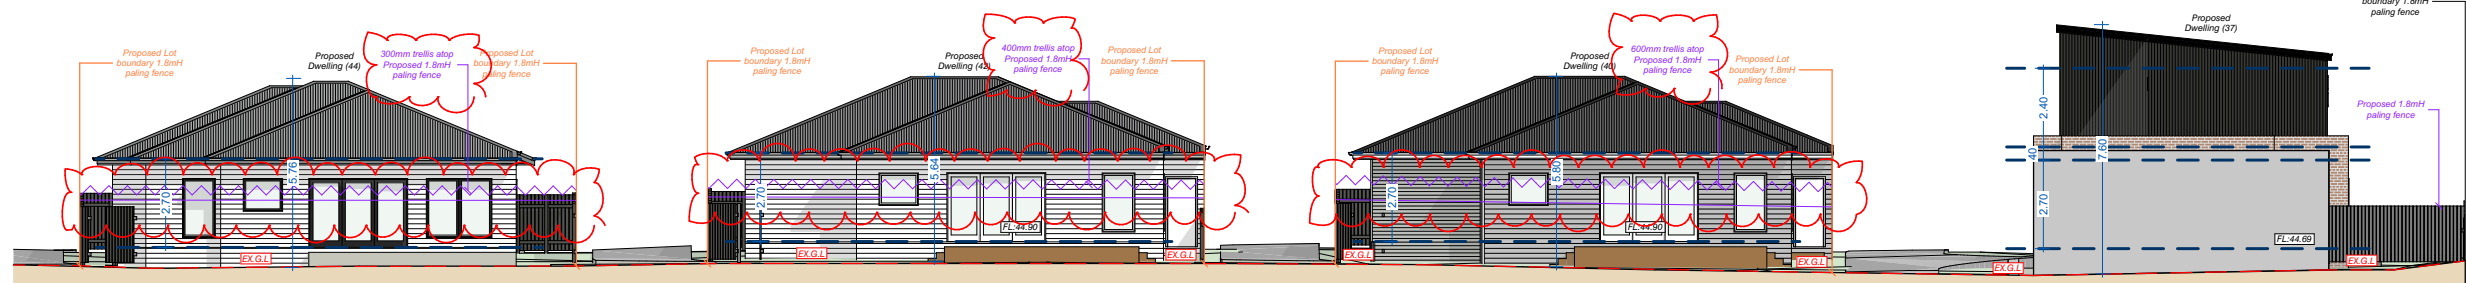 Proposed Lot
boundary 1.8mH
paling fence
Proposed
Dwelling (44)
300mm trellis atop
Proposed 1.8mH
paling fence
Proposed Lot
boundary 1.8mH
paling fence
2.70
5.76
EX.G.L
Proposed Lot
boundary 1.8mH
paling fence
Proposed
Dwelling (42)
400mm trellis atop
Proposed 1.8mH
paling fence
Proposed Lot
boundary 1.8mH
paling fence
2.70
5.64
FL:44.90
EX.G.L
EX.G.L
Proposed Lot
boundary 1.8mH
paling fence
Proposed
Dwelling (40)
600mm trellis atop
Proposed 1.8mH
paling fence
Proposed Lot
boundary 1.8mH
paling fence
2.70
5.80
FL:44.90
EX.G.L
EX.G.L
Proposed
Dwelling (37)
boundary 1.8mH
paling fence
Proposed 1.8mH
paling fence
2.40
40
2.70
7.60
FL:44.69
EX.G.L
EX.G.L